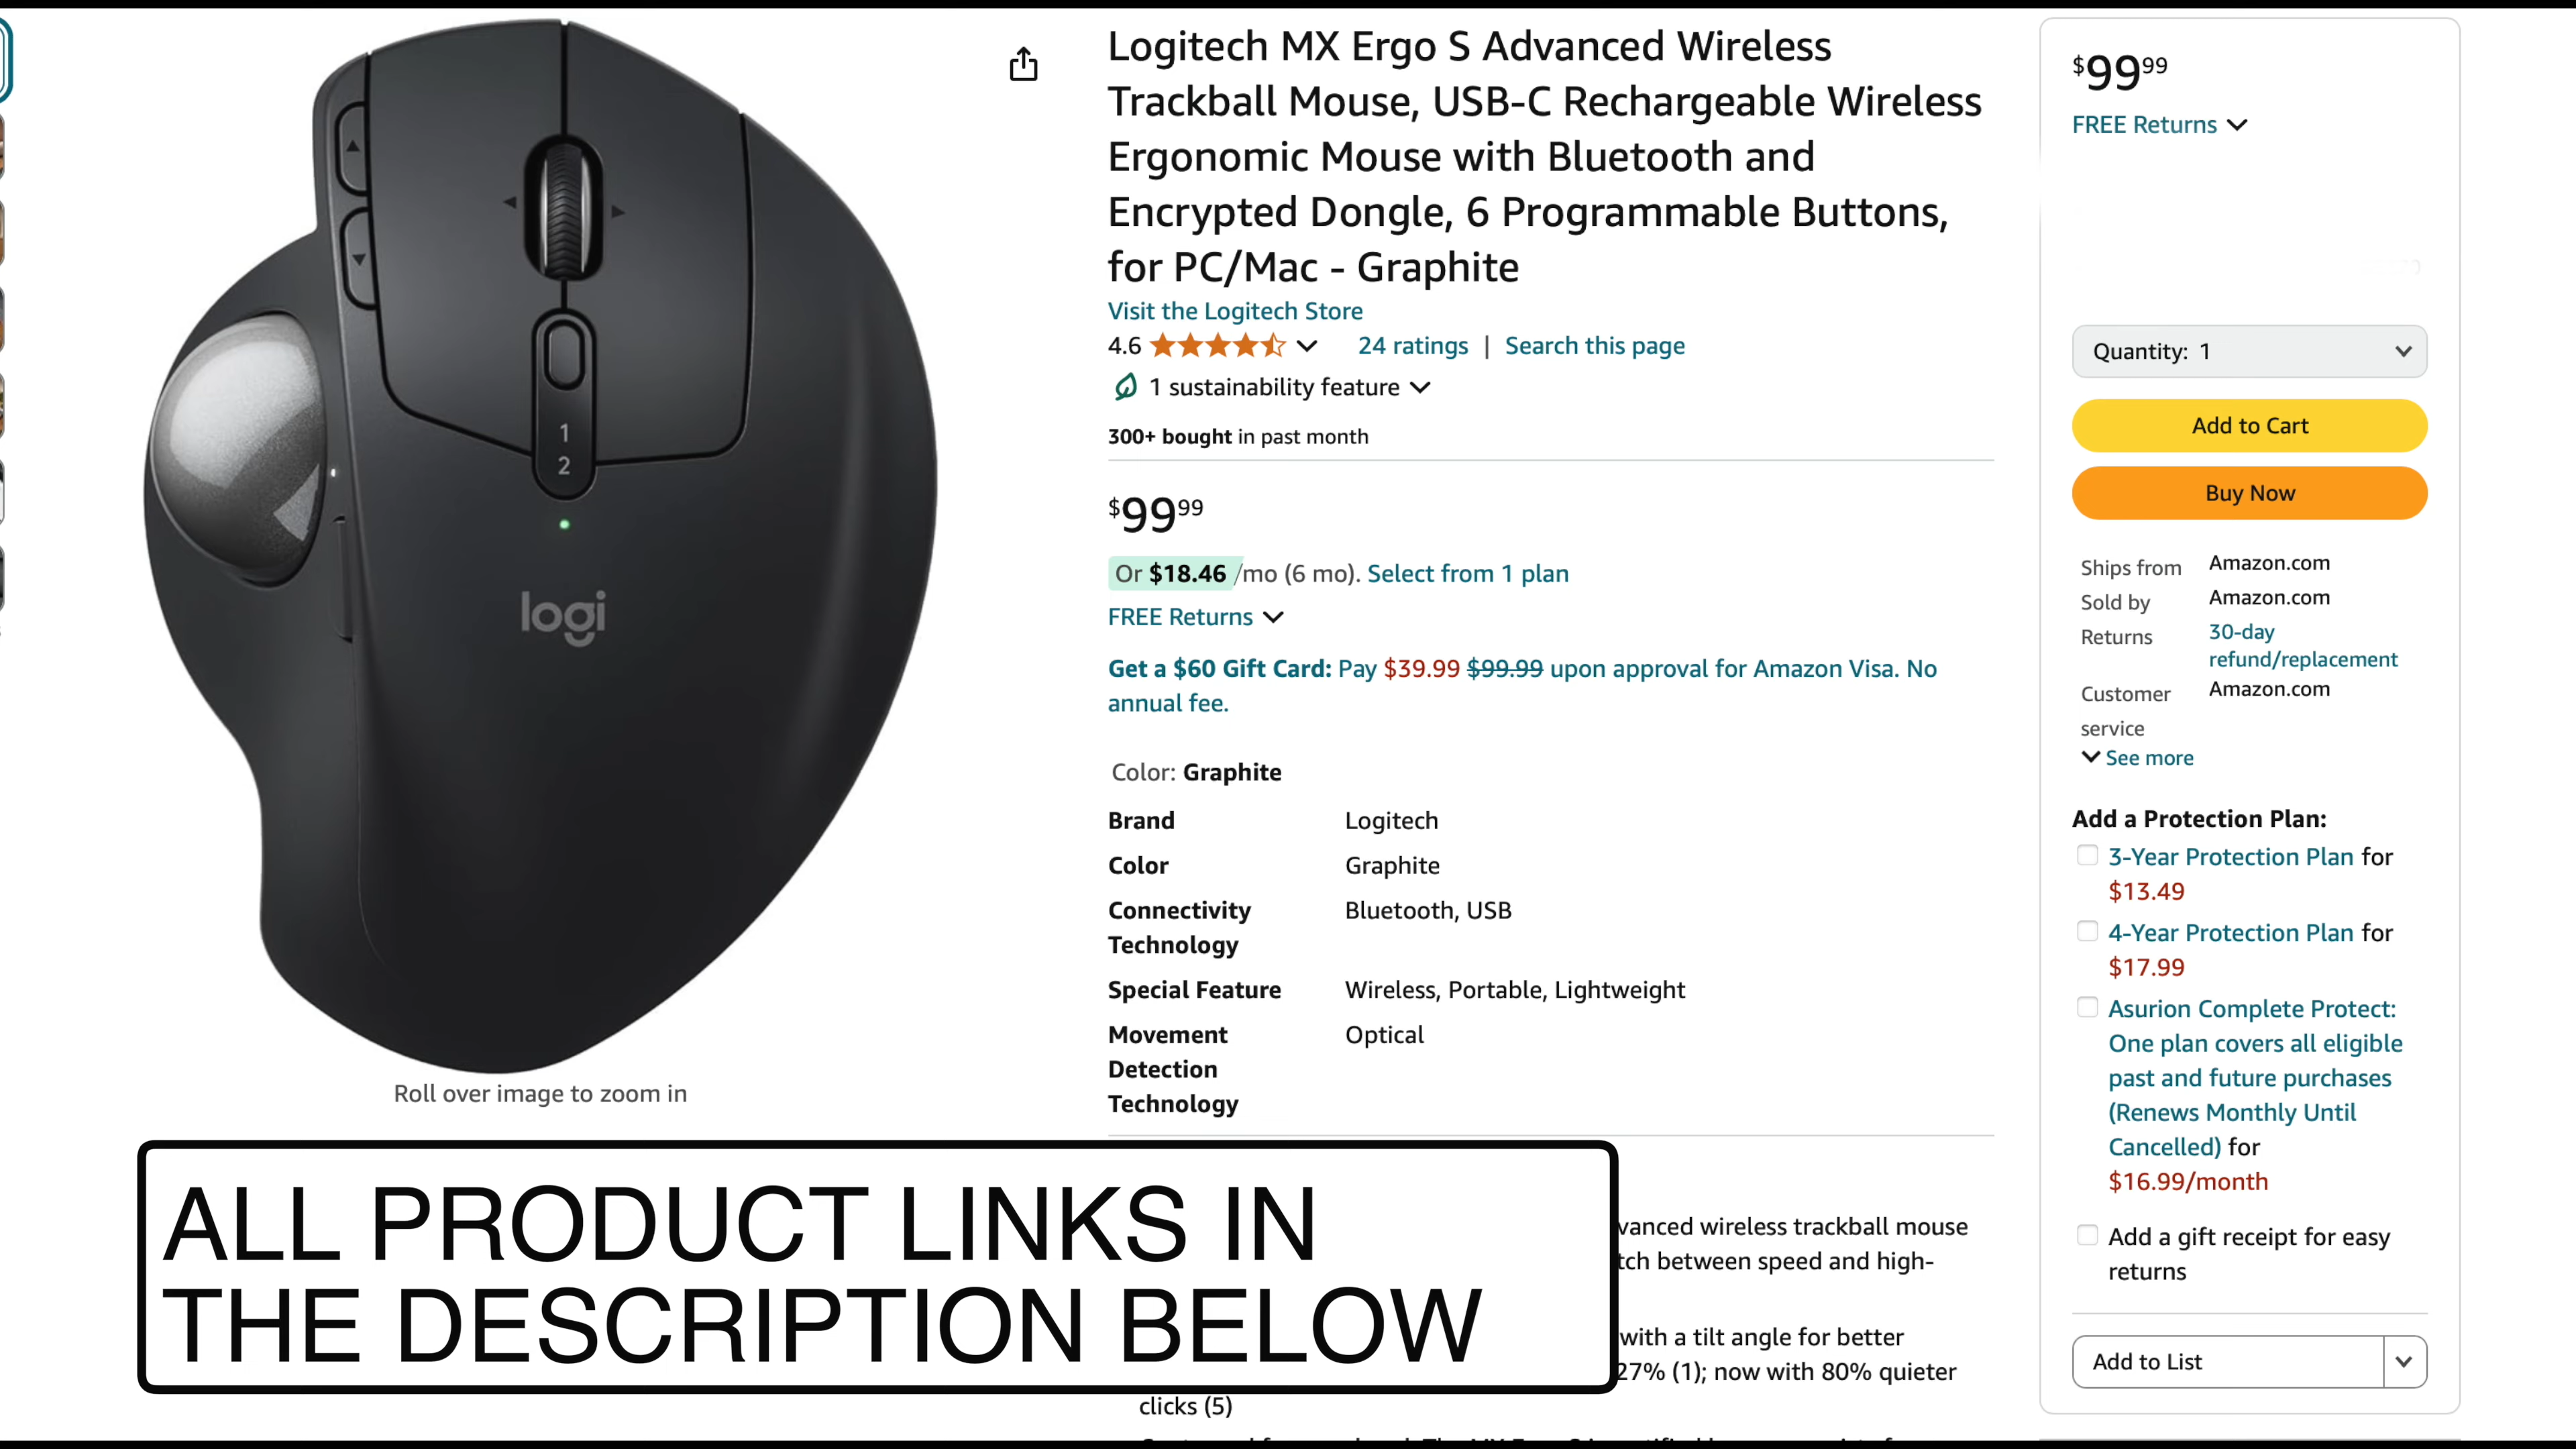 1
2
logi
Roll over image to zoom in
Logitech MX Ergo S Advanced Wireless
Trackball Mouse, USB-C Rechargeable Wireless
Ergonomic Mouse with Bluetooth and
Encrypted Dongle, 6 Programmable Buttons,
for PC/Mac - Graphite
Visit the Logitech Store
4.6 24 ratings | Search this page
1 sustainability feature
300+ bought in past month
$99.99
Or $18.46 /mo (6 mo). Select from 1 plan
FREE Returns
Get a $60 Gift Card: Pay $39.99 $99.99 upon approval for Amazon Visa. No
annual fee.
Color: Graphite
Brand Logitech
Color Graphite
Connectivity Bluetooth, USB
Technology
Special Feature Wireless, Portable, Lightweight
Movement Optical
Detection
Technology
vanced wireless trackball mouse
tch between speed and high-
with a tilt angle for better
27% (1); now with 80% quieter
clicks (5)
ALL PRODUCT LINKS IN
THE DESCRIPTION BELOW
$99.99
FREE Returns
Quantity: 1
Add to Cart
Buy Now
Ships from Amazon.com
Sold by Amazon.com
Returns 30-day
refund/replacement
Customer Amazon.com
service
See more
Add a Protection Plan:
3-Year Protection Plan for
$13.49
4-Year Protection Plan for
$17.99
Asurion Complete Protect:
One plan covers all eligible
past and future purchases
(Renews Monthly Until
Cancelled) for
$16.99/month
Add a gift receipt for easy
returns
Add to List